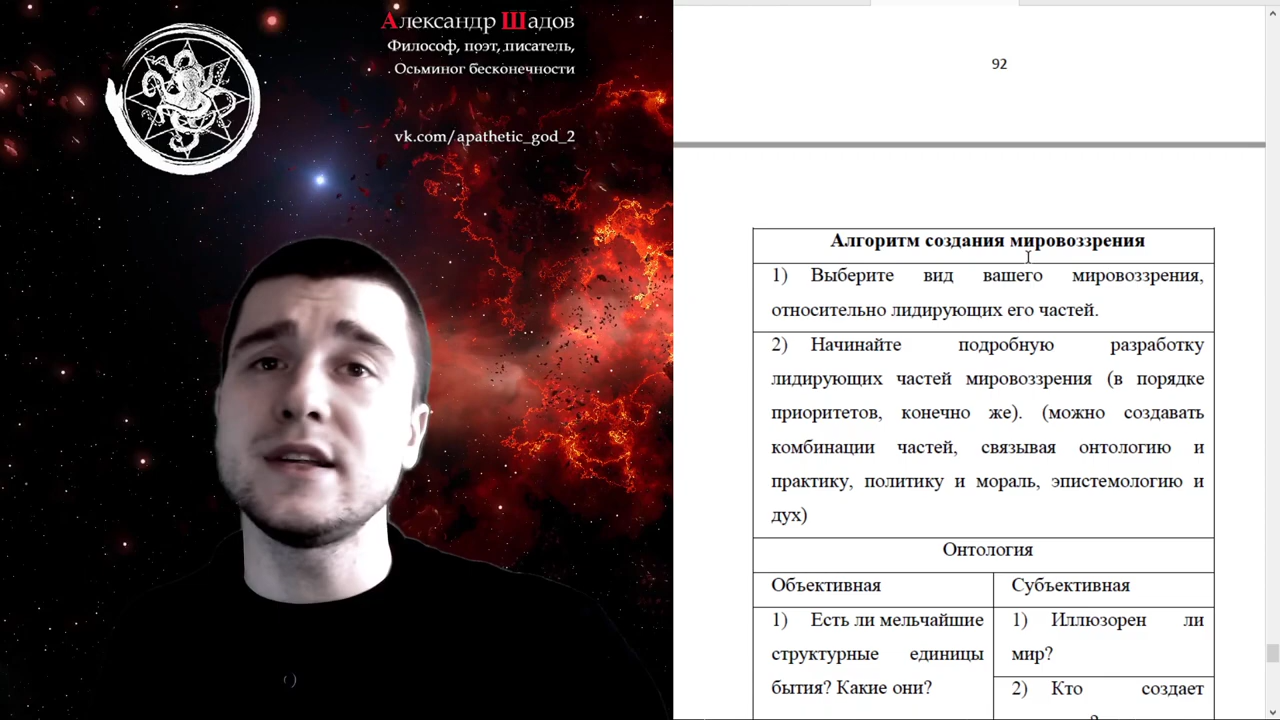 Александр Шадов
Философ, поэт, писатель,
Осьминог бесконечности
vk.com/apathetic_god_2
92
Алгоритм создания мировоззрения
1) Выберите вид вашего мировоззрения,
относительно лидирующих его частей.
2) Начинайте подробную разработку
лидирующих частей мировоззрения (в порядке
приоритетов, конечно же). (можно создавать
комбинации частей, связывая онтологию и
практику, политику и мораль, эпистемологию и
дух)
Онтология
Объективная
Субъективная
1) Есть ли мельчайшие
структурные единицы
бытия? Какие они?
1) Иллюзорен ли
мир?
2) Кто создает